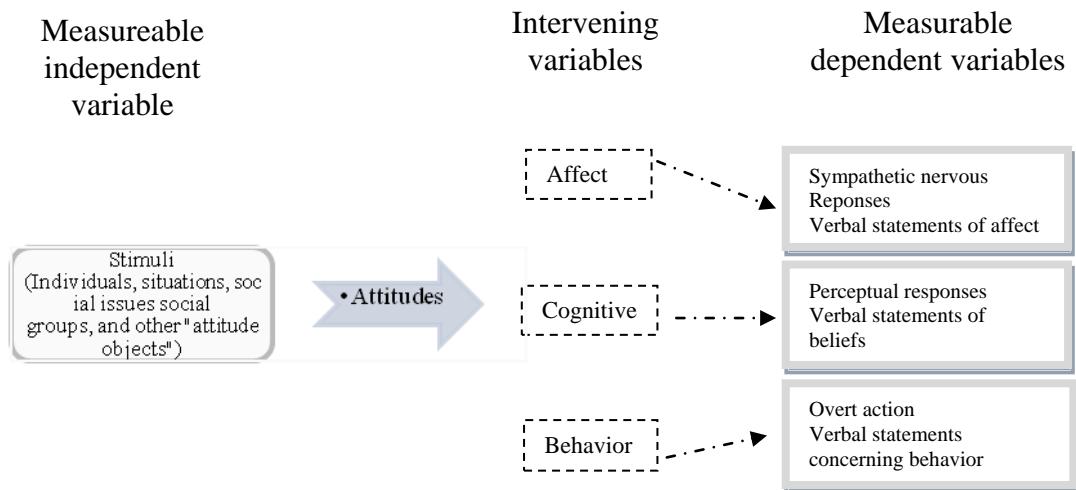 Measureable
independent
variable
Intervening
variables
Measurable
dependent variables
Affect
Sympathetic nervous
Reponses
Verbal statements of affect
Stimuli
(Individuals, situations, soc
ial issues social
groups, and other "attitude
objects")
• Attitudes
Cognitive
Perceptual responses
Verbal statements of
beliefs
Behavior
Overt action
Verbal statements
concerning behavior